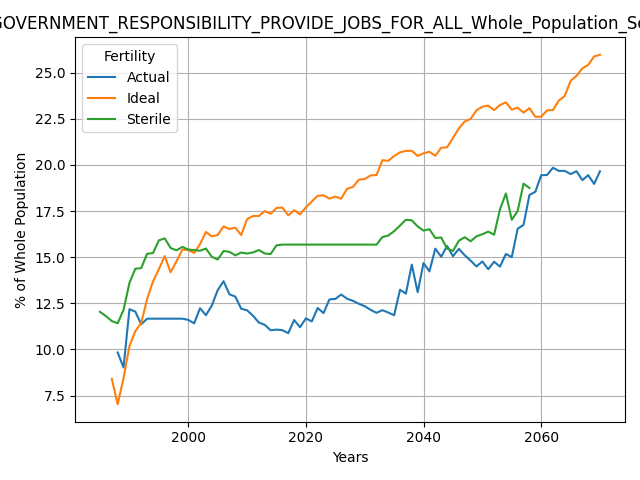 GOVERNMENT_RESPONSIBILITY_PROVIDE_JOBS_FOR_ALL_Whole_Population_S
Fertility
Actual
Ideal
Sterile
25.0
22.5
20.0
17.5
15.0
12.5
10.0
7.5
% of Whole Population
2000 2020 2040 2060
Years